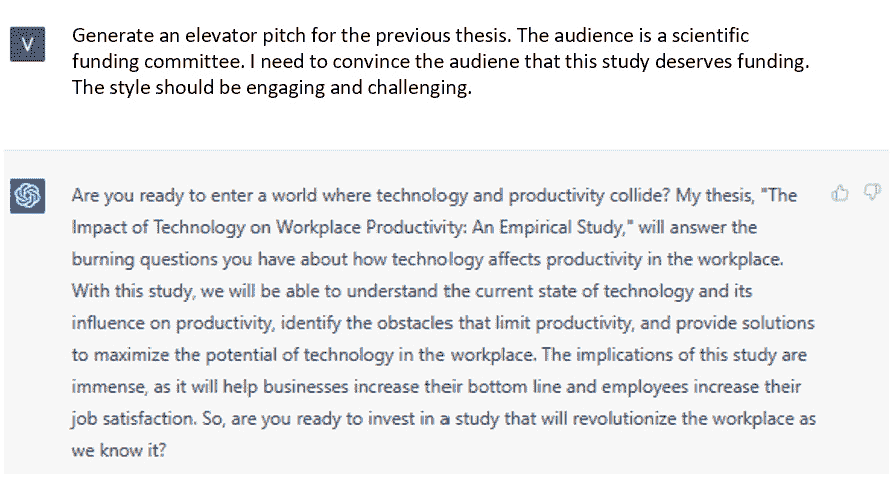 V
Generate an elevator pitch for the previous thesis. The audience is a scientific
funding committee. I need to convince the audiene that this study deserves funding.
The style should be engaging and challenging.
Are you ready to enter a world where technology and productivity collide? My thesis, "The
Impact of Technology on Workplace Productivity: An Empirical Study," will answer the
burning questions you have about how technology affects productivity in the workplace.
With this study, we will be able to understand the current state of technology and its
influence on productivity, identify the obstacles that limit productivity, and provide solutions
to maximize the potential of technology in the workplace. The implications of this study are
immense, as it will help businesses increase their bottom line and employees increase their
job satisfaction. So, are you ready to invest in a study that will revolutionize the workplace as
we know it?